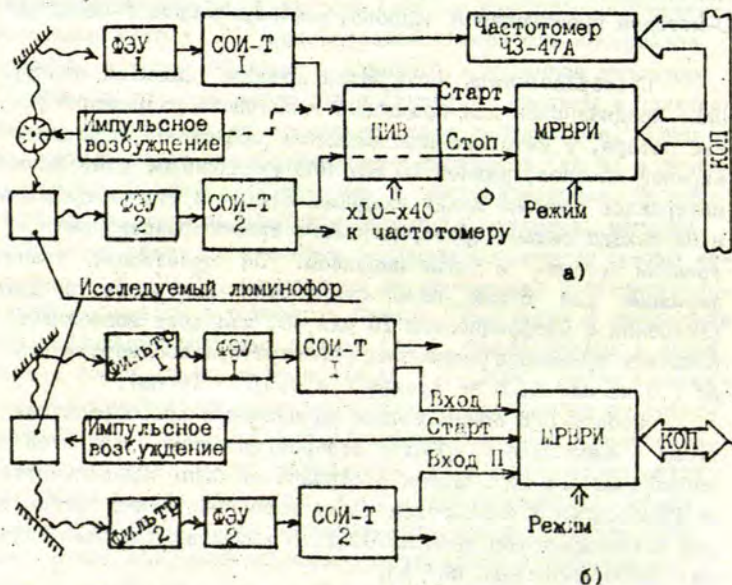 ФЭУ
I
СОИ-Т
I
Частотомер
ЧЗ-47А
Импульсное
возбуждение
ПИВ
Старт
Стоп
МРВРИ
КОП
ФЭУ
2
СОИ-Т
2
х10-х40
Режим
к частотомеру
а)
Исследуемый люминофор
Фильтр
I
ФЭУ
I
СОИ-Т
I
Вход I
Импульсное
возбуждение
Старт
Вход II
МРВРИ
КОП
Фильтр
2
ФЭУ
2
СОИ-Т
2
Режим
б)